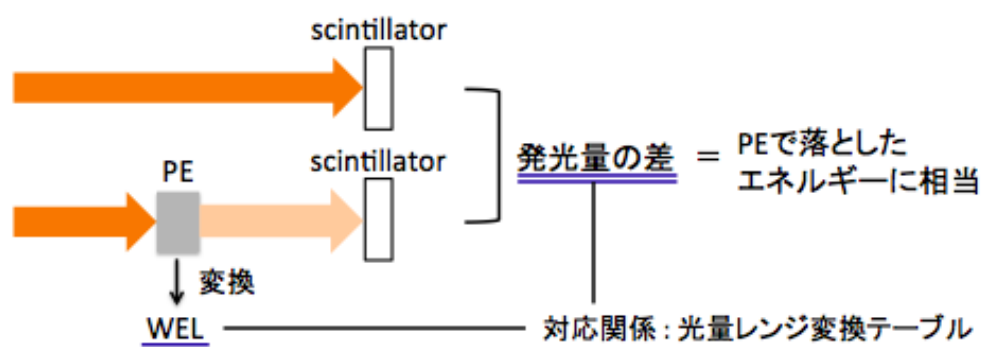 scintillator
PE
scintillator
発光量の差 = PEで落とした
エネルギーに相当
変換
WEL
対応関係：光量レンジ変換テーブル